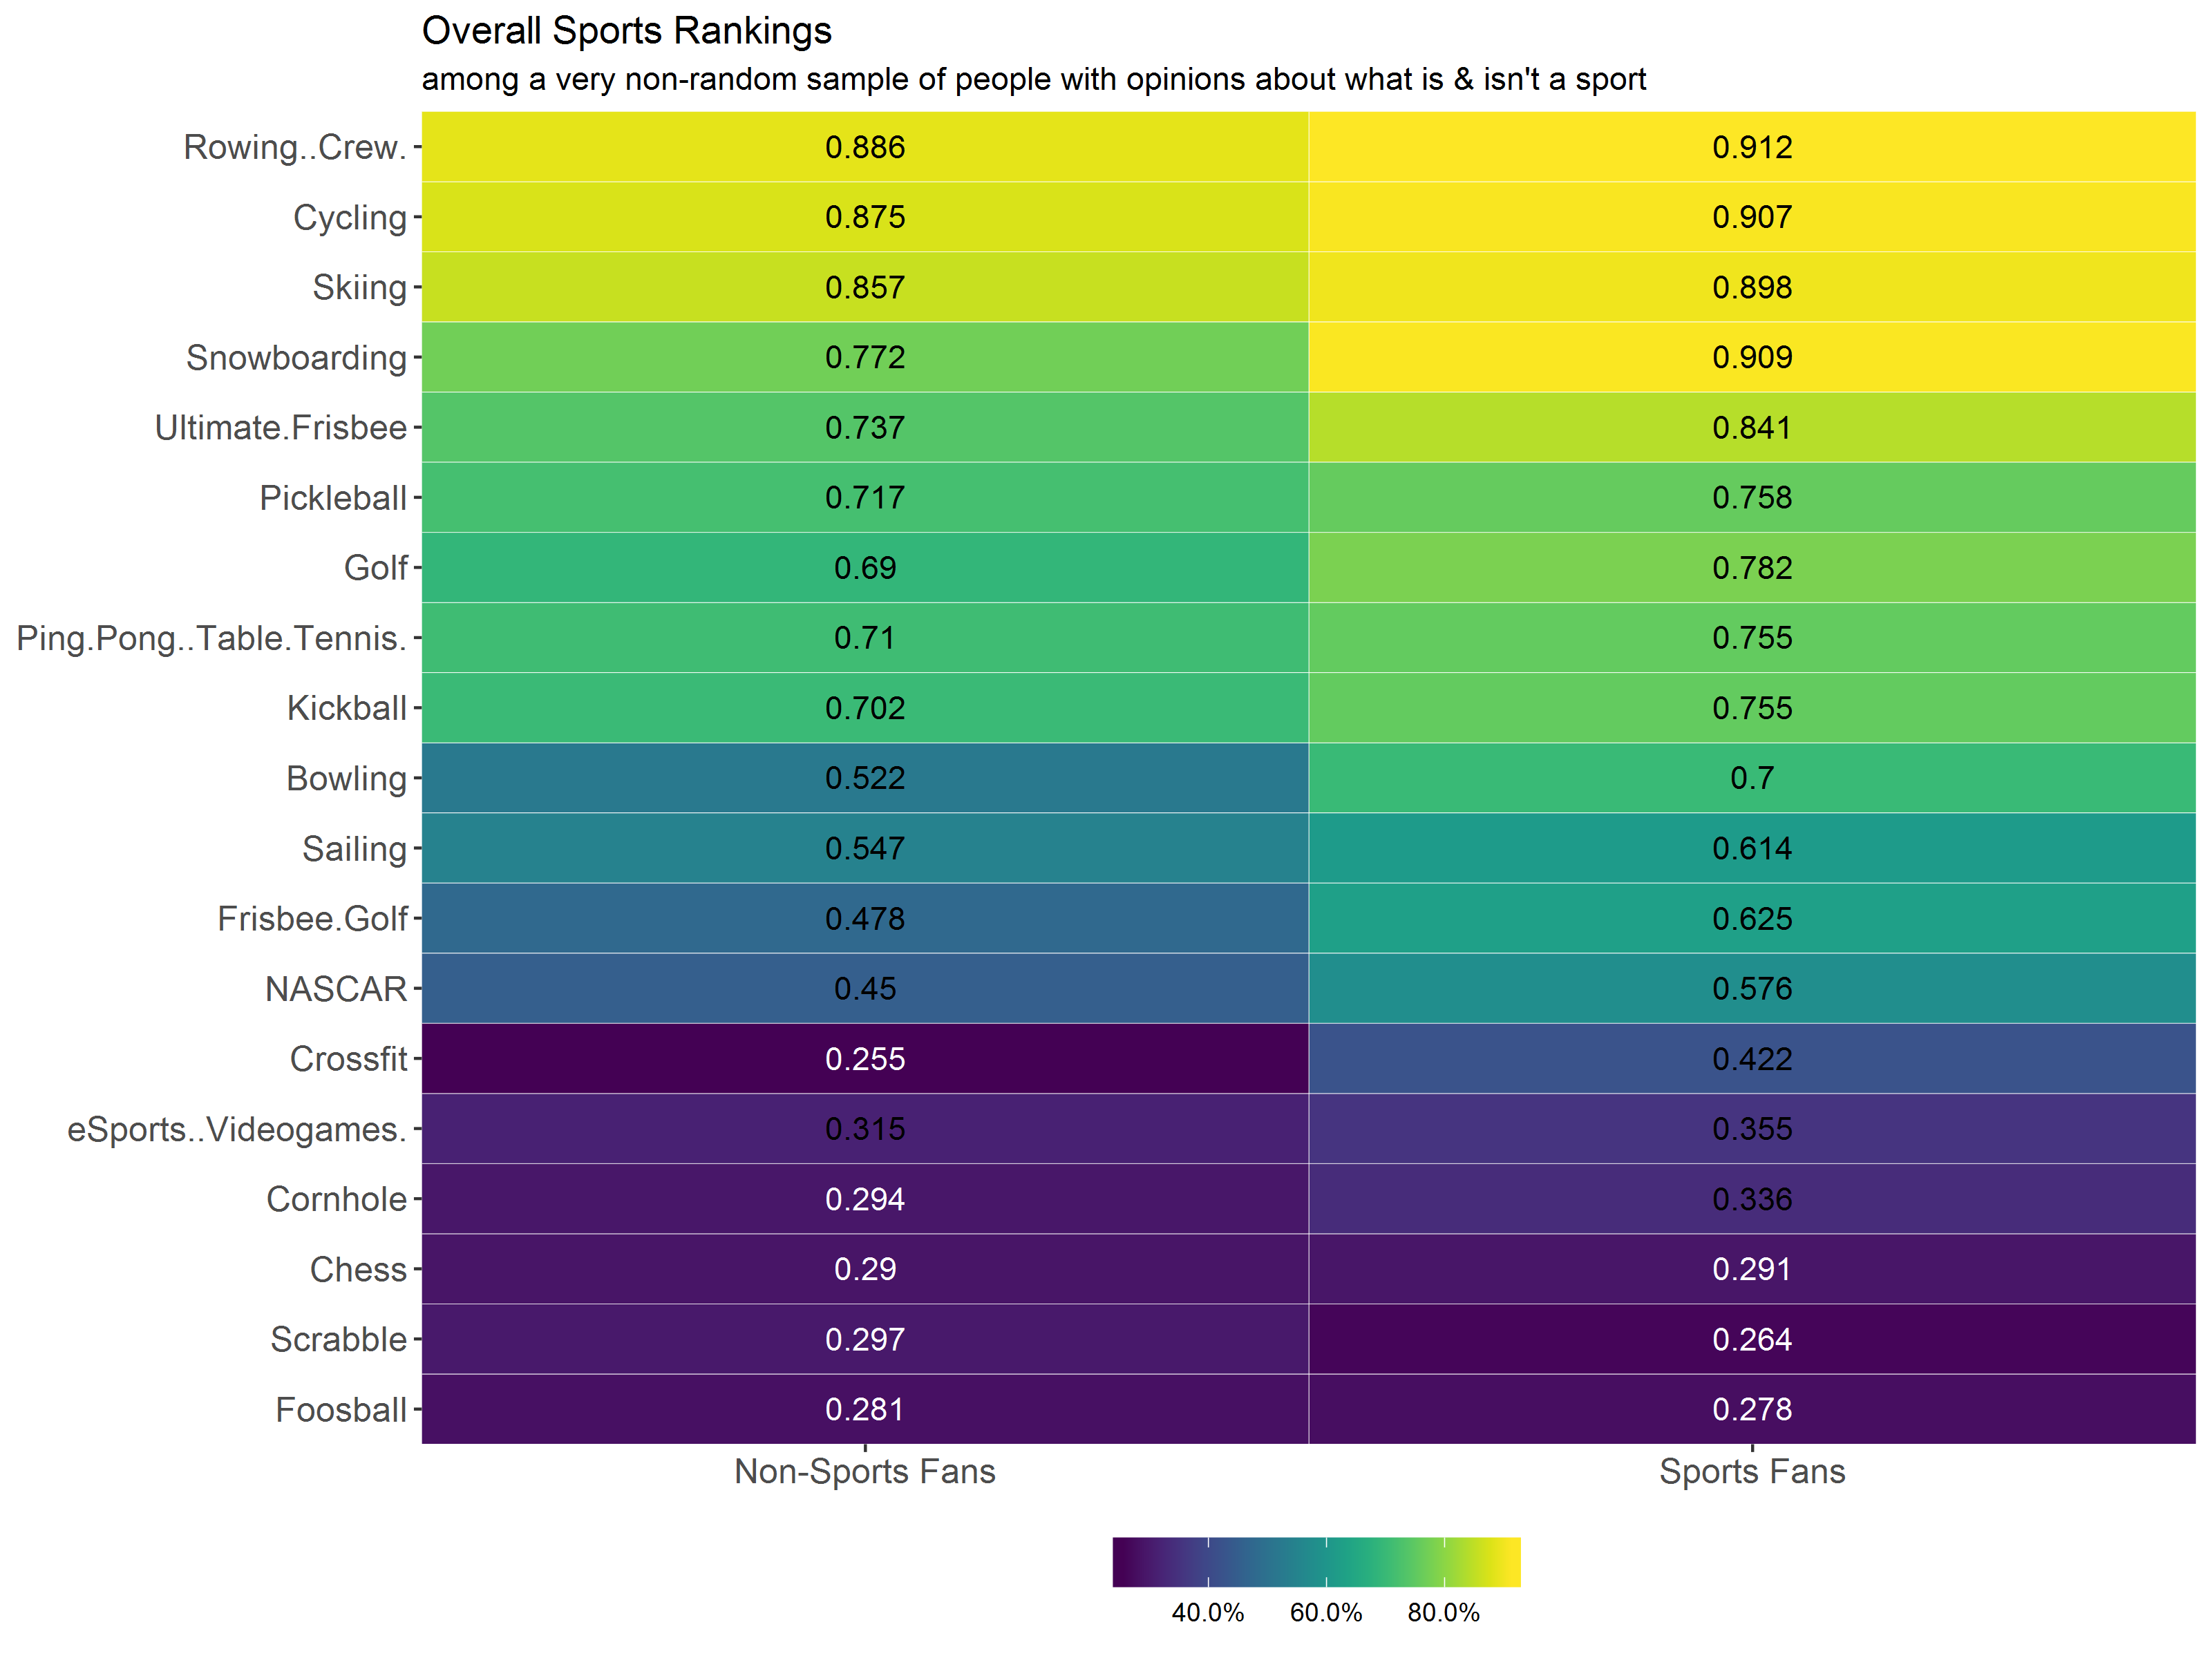 Overall Sports Rankings
among a very non-random sample of people with opinions about what is & isn't a sport
Rowing..Crew. 0.886 0.912
Cycling 0.875 0.907
Skiing 0.857 0.898
Snowboarding 0.772 0.909
Ultimate.Frisbee 0.737 0.841
Pickleball 0.717 0.758
Golf 0.69 0.782
Ping.Pong..Table.Tennis. 0.71 0.755
Kickball 0.702 0.755
Bowling 0.522 0.7
Sailing 0.547 0.614
Frisbee.Golf 0.478 0.625
NASCAR 0.45 0.576
Crossfit 0.255 0.422
eSports..Videogames. 0.315 0.355
Cornhole 0.294 0.336
Chess 0.29 0.291
Scrabble 0.297 0.264
Foosball 0.281 0.278
Non-Sports Fans Sports Fans
40.0% 60.0% 80.0%